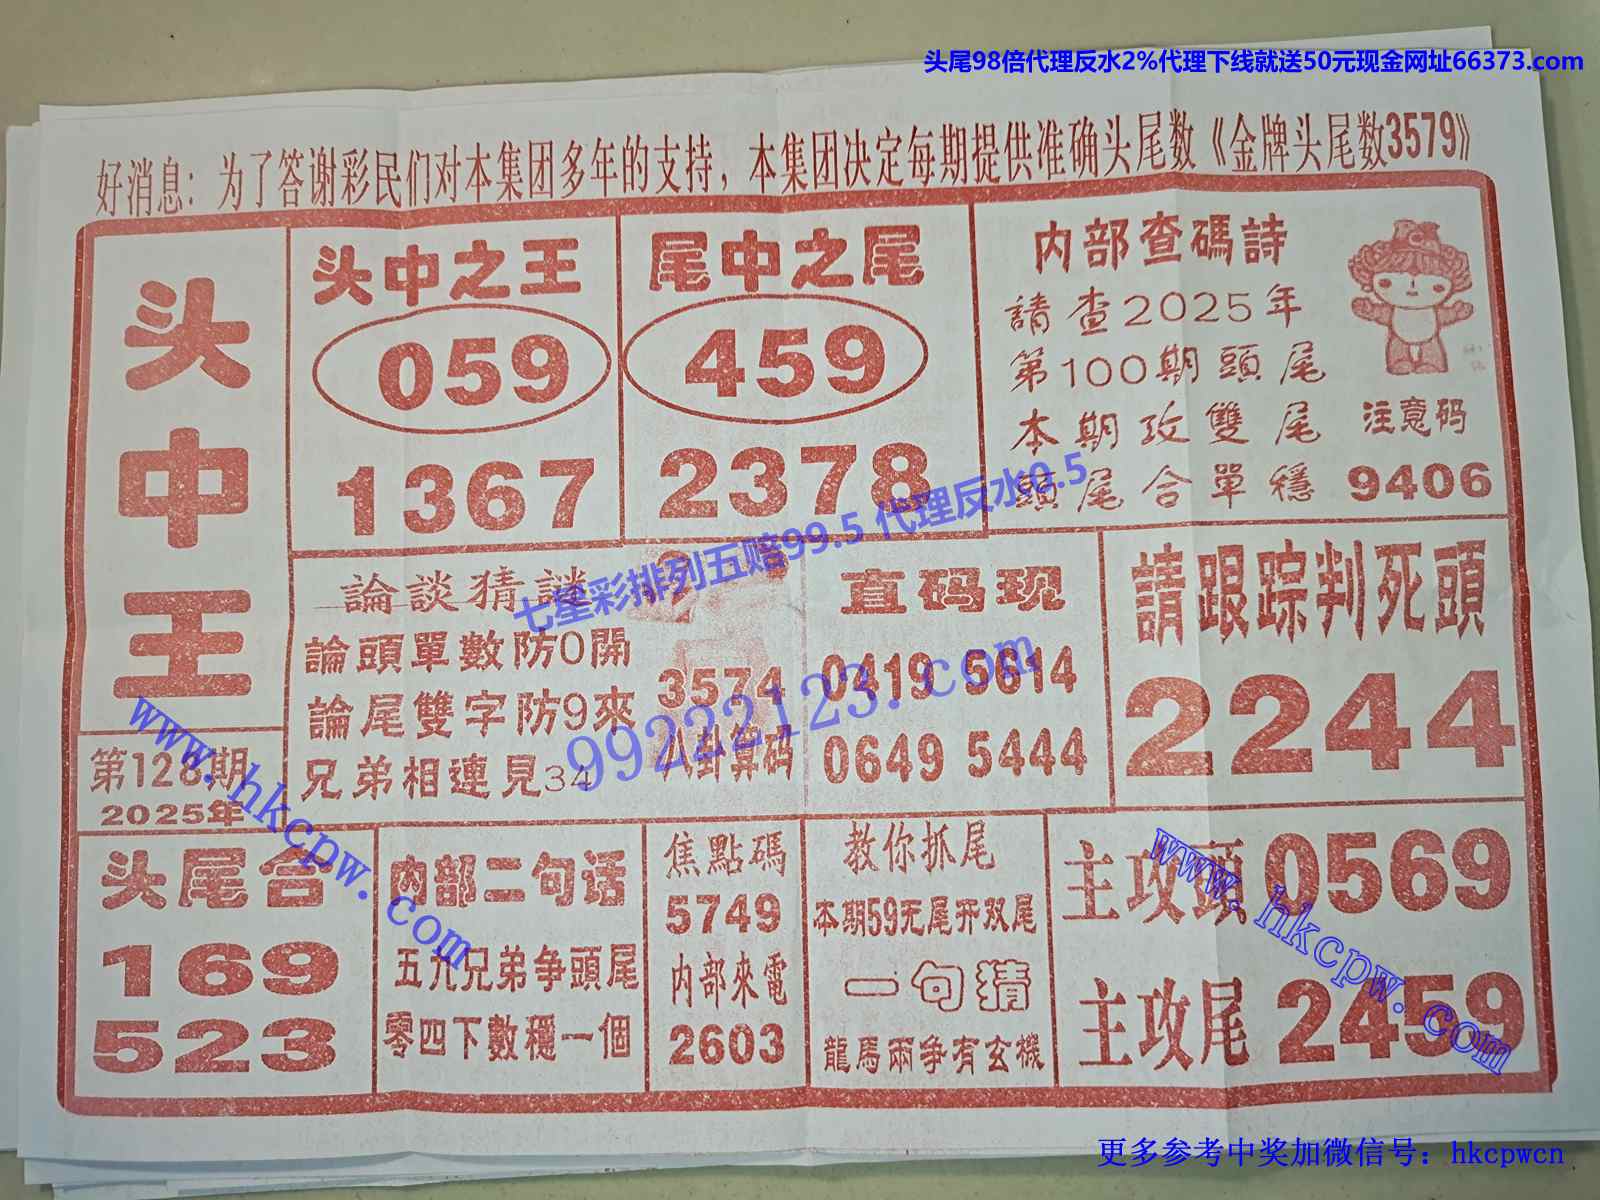 头尾98倍代理反水2%代理下线就送50元现金网址66373.com
好消息：为了答谢彩民们对本集团多年的支持，本集团决定每期提供准确头尾数《金牌头尾数3579》
头中王
第128期
2025年
头中之王
059
1367
尾中之尾
459
2378
内部查碼詩
請查2025年
第100期頭尾
本期攻雙尾
頭尾合單穩
注意码
9406
論談猜謎
論頭單數防0開
論尾雙字防9來
兄弟相連見34
3574
八卦算码
直码现
0419 5614
0649 5444
請跟踪判死頭
2244
头尾合
169
523
内部二句话
五九兄弟争頭尾
零四下數穩一個
焦點碼
5749
内部來電
2603
教你抓尾
本期59无尾开双尾
一句猜
龍馬兩争有玄機
主攻頭0569
主攻尾2459
七星彩排列五赔99.5 代理反水0.5
99222123.com
www.hkcpw.com
www.hkcpw.com
更多参考中奖加微信号：hkcpwcn